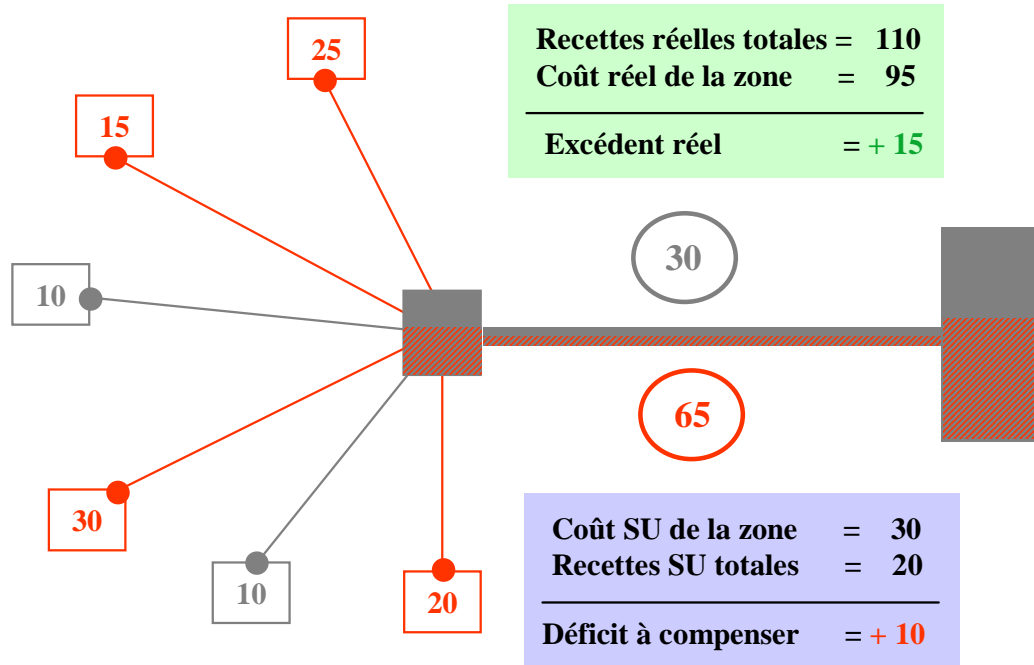 25
15
10
30
10
20
30
65
Recettes réelles totales = 110
Coût réel de la zone = 95
Excédent réel = + 15
Coût SU de la zone = 30
Recettes SU totales = 20
Déficit à compenser = + 10